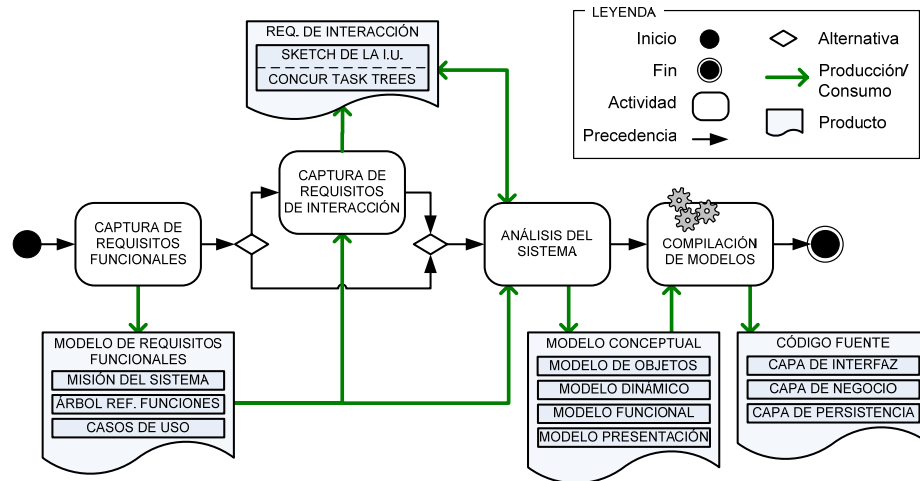 REQ. DE INTERACCIÓN
SKETCH DE LA I.U.
CONCUR TASK TREES
LEYENDA
Inicio
Fin
Actividad
Precedencia
Alternativa
Producción/
Consumo
Producto
CAPTURA DE
REQUISITOS
FUNCIONALES
CAPTURA DE
REQUISITOS
DE INTERACCIÓN
ANÁLISIS DEL
SISTEMA
COMPILACIÓN
DE MODELOS
MODELO DE REQUISITOS
FUNCIONALES
MISIÓN DEL SISTEMA
ÁRBOL REF. FUNCIONES
CASOS DE USO
MODELO CONCEPTUAL
MODELO DE OBJETOS
MODELO DINÁMICO
MODELO FUNCIONAL
MODELO PRESENTACIÓN
CÓDIGO FUENTE
CAPA DE INTERFAZ
CAPA DE NEGOCIO
CAPA DE PERSISTENCIA